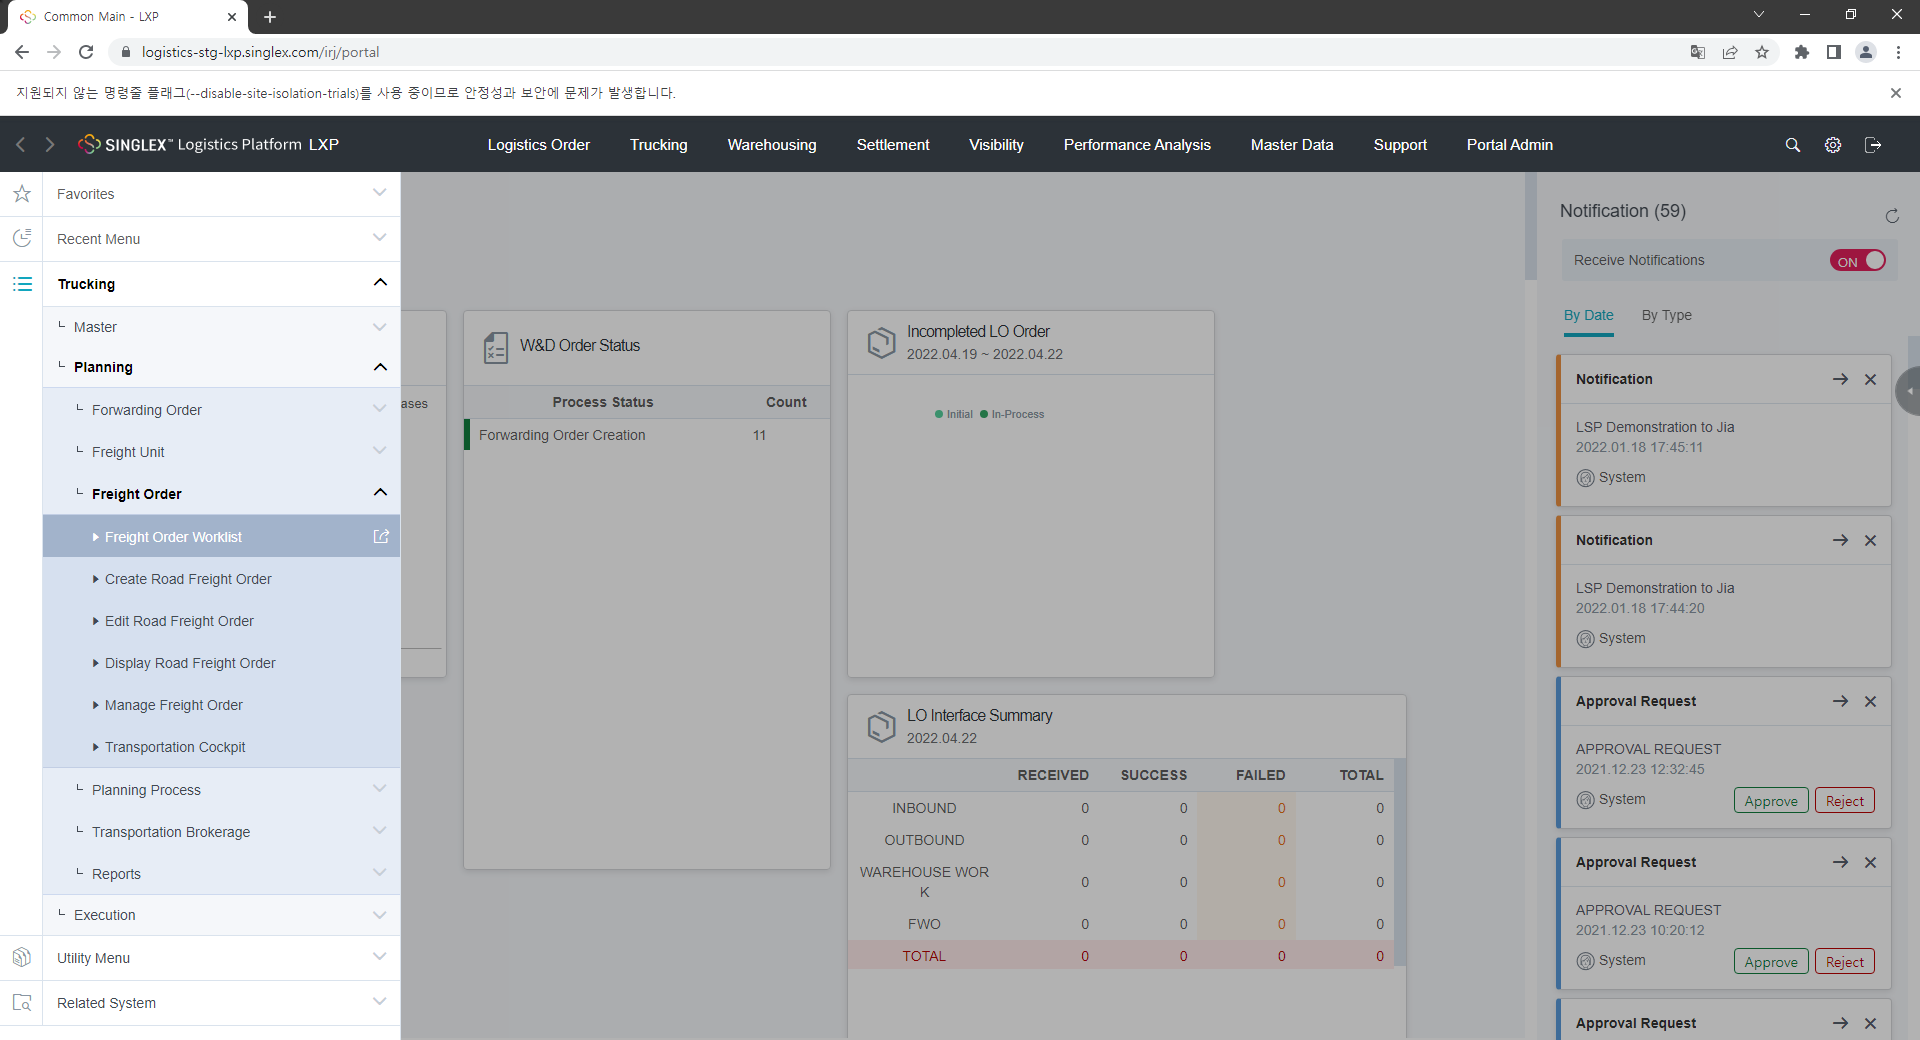 Common Main - LXP
logistics-stg-lxp.singlex.com/irj/portal
지원되지 않는 명령줄 플래그(--disable-site-isolation-trials)를 사용 중이므로 안정성과 보안에 문제가 발생합니다.
SINGLEX™ Logistics Platform LXP
Logistics Order Trucking Warehousing Settlement Visibility Performance Analysis Master Data Support Portal Admin
Favorites
Recent Menu
Trucking
Master
Planning
Forwarding Order
Freight Unit
Freight Order
Freight Order Worklist
Create Road Freight Order
Edit Road Freight Order
Display Road Freight Order
Manage Freight Order
Transportation Cockpit
Planning Process
Transportation Brokerage
Reports
Execution
Utility Menu
Related System
ases
W&D Order Status
Process Status Count
Forwarding Order Creation 11
Incompleted LO Order
2022.04.19 ~ 2022.04.22
Initial In-Process
LO Interface Summary
2022.04.22
RECEIVED SUCCESS FAILED TOTAL
INBOUND 0 0 0 0
OUTBOUND 0 0 0 0
WAREHOUSE WOR
K 0 0 0 0
FWO 0 0 0 0
TOTAL 0 0 0 0
Notification (59)
Receive Notifications ON
By Date By Type
Notification
LSP Demonstration to Jia
2022.01.18 17:45:11
System
Notification
LSP Demonstration to Jia
2022.01.18 17:44:20
System
Approval Request
APPROVAL REQUEST
2021.12.23 12:32:45
System Approve Reject
Approval Request
APPROVAL REQUEST
2021.12.23 10:20:12
System Approve Reject
Approval Request